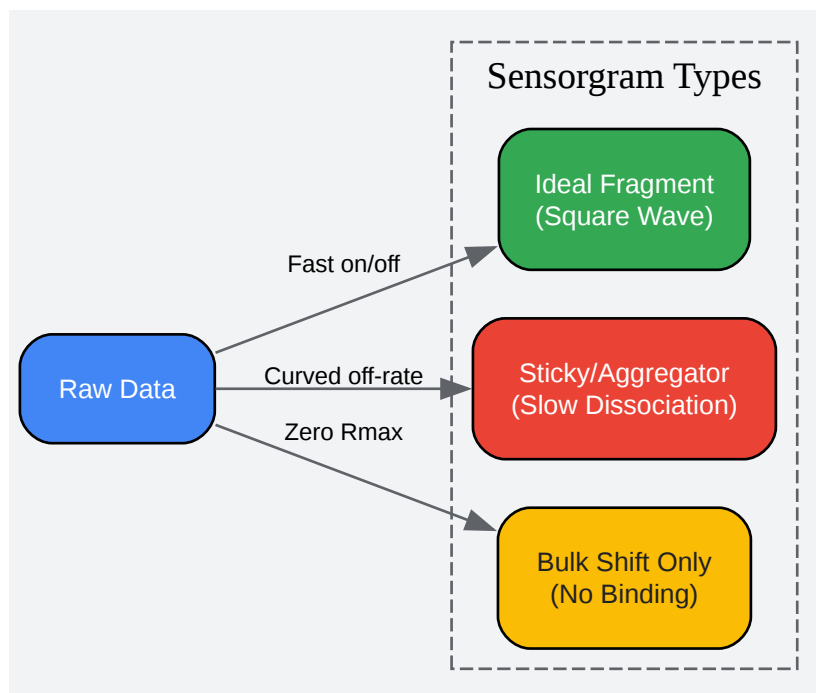 Sensorgram Types
Ideal Fragment
(Square Wave)
Fast on/off
Raw Data
Curved off-rate
Sticky/Aggregator
(Slow Dissociation)
Zero Rmax
Bulk Shift Only
(No Binding)